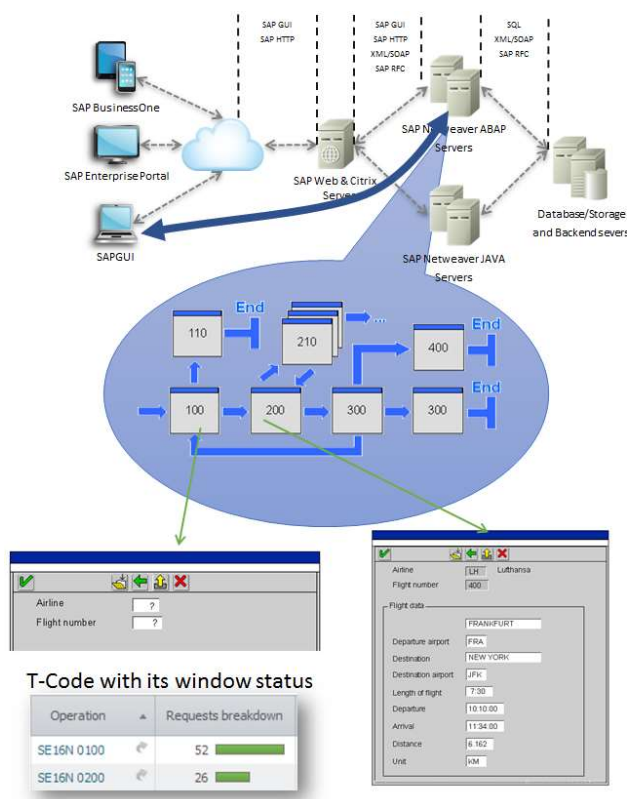 SAP GUI
SAP HTTP
SAP GUI
SAP HTTP
XML/SOAP
SAP RFC
SQL
XML/SOAP
SAP RFC
SAP BusinessOne
SAP Enterprise Portal
SAPGUI
SAP Web & Citrix
Servers
SAP Netweaver ABAP
Servers
SAP Netweaver JAVA
Servers
Database/Storage
and Backend severs
End
End
End
110
210
...
400
100
200
300
300
Airline
?
Flight number
?
Airline
LH
Lufthansa
Flight number
400
Flight data
FRANKFURT
Departure airport
FRA
Destination
NEW YORK
Destination airport
JFK
Length of flight
7:30
Departure
10:10:00
Arrival
11:34:00
Distance
6.162
Unit
KM
T-Code with its window status
Operation
Requests breakdown
SE16N 0100
52
SE16N 0200
26